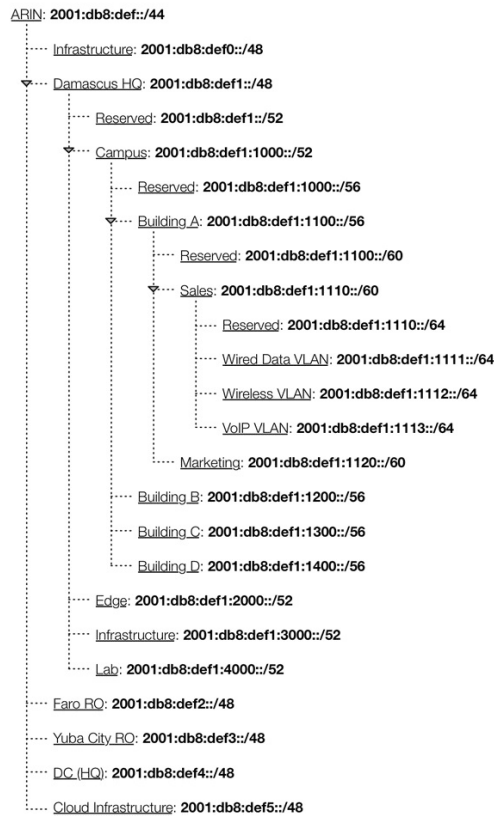 ARIN: 2001:db8:def::/44
Infrastructure: 2001:db8:def0::/48
Damascus HQ: 2001:db8:def1::/48
Reserved: 2001:db8:def1::/52
Campus: 2001:db8:def1:1000::/52
Reserved: 2001:db8:def1:1000::/56
Building A: 2001:db8:def1:1100::/56
Reserved: 2001:db8:def1:1100::/60
Sales: 2001:db8:def1:1110::/60
Reserved: 2001:db8:def1:1110::/64
Wired Data VLAN: 2001:db8:def1:1111::/64
Wireless VLAN: 2001:db8:def1:1112::/64
VoIP VLAN: 2001:db8:def1:1113::/64
Marketing: 2001:db8:def1:1120::/60
Building B: 2001:db8:def1:1200::/56
Building C: 2001:db8:def1:1300::/56
Building D: 2001:db8:def1:1400::/56
Edge: 2001:db8:def1:2000::/52
Infrastructure: 2001:db8:def1:3000::/52
Lab: 2001:db8:def1:4000::/52
Faro RO: 2001:db8:def2::/48
Yuba City RO: 2001:db8:def3::/48
DC (HQ): 2001:db8:def4::/48
Cloud Infrastructure: 2001:db8:def5::/48